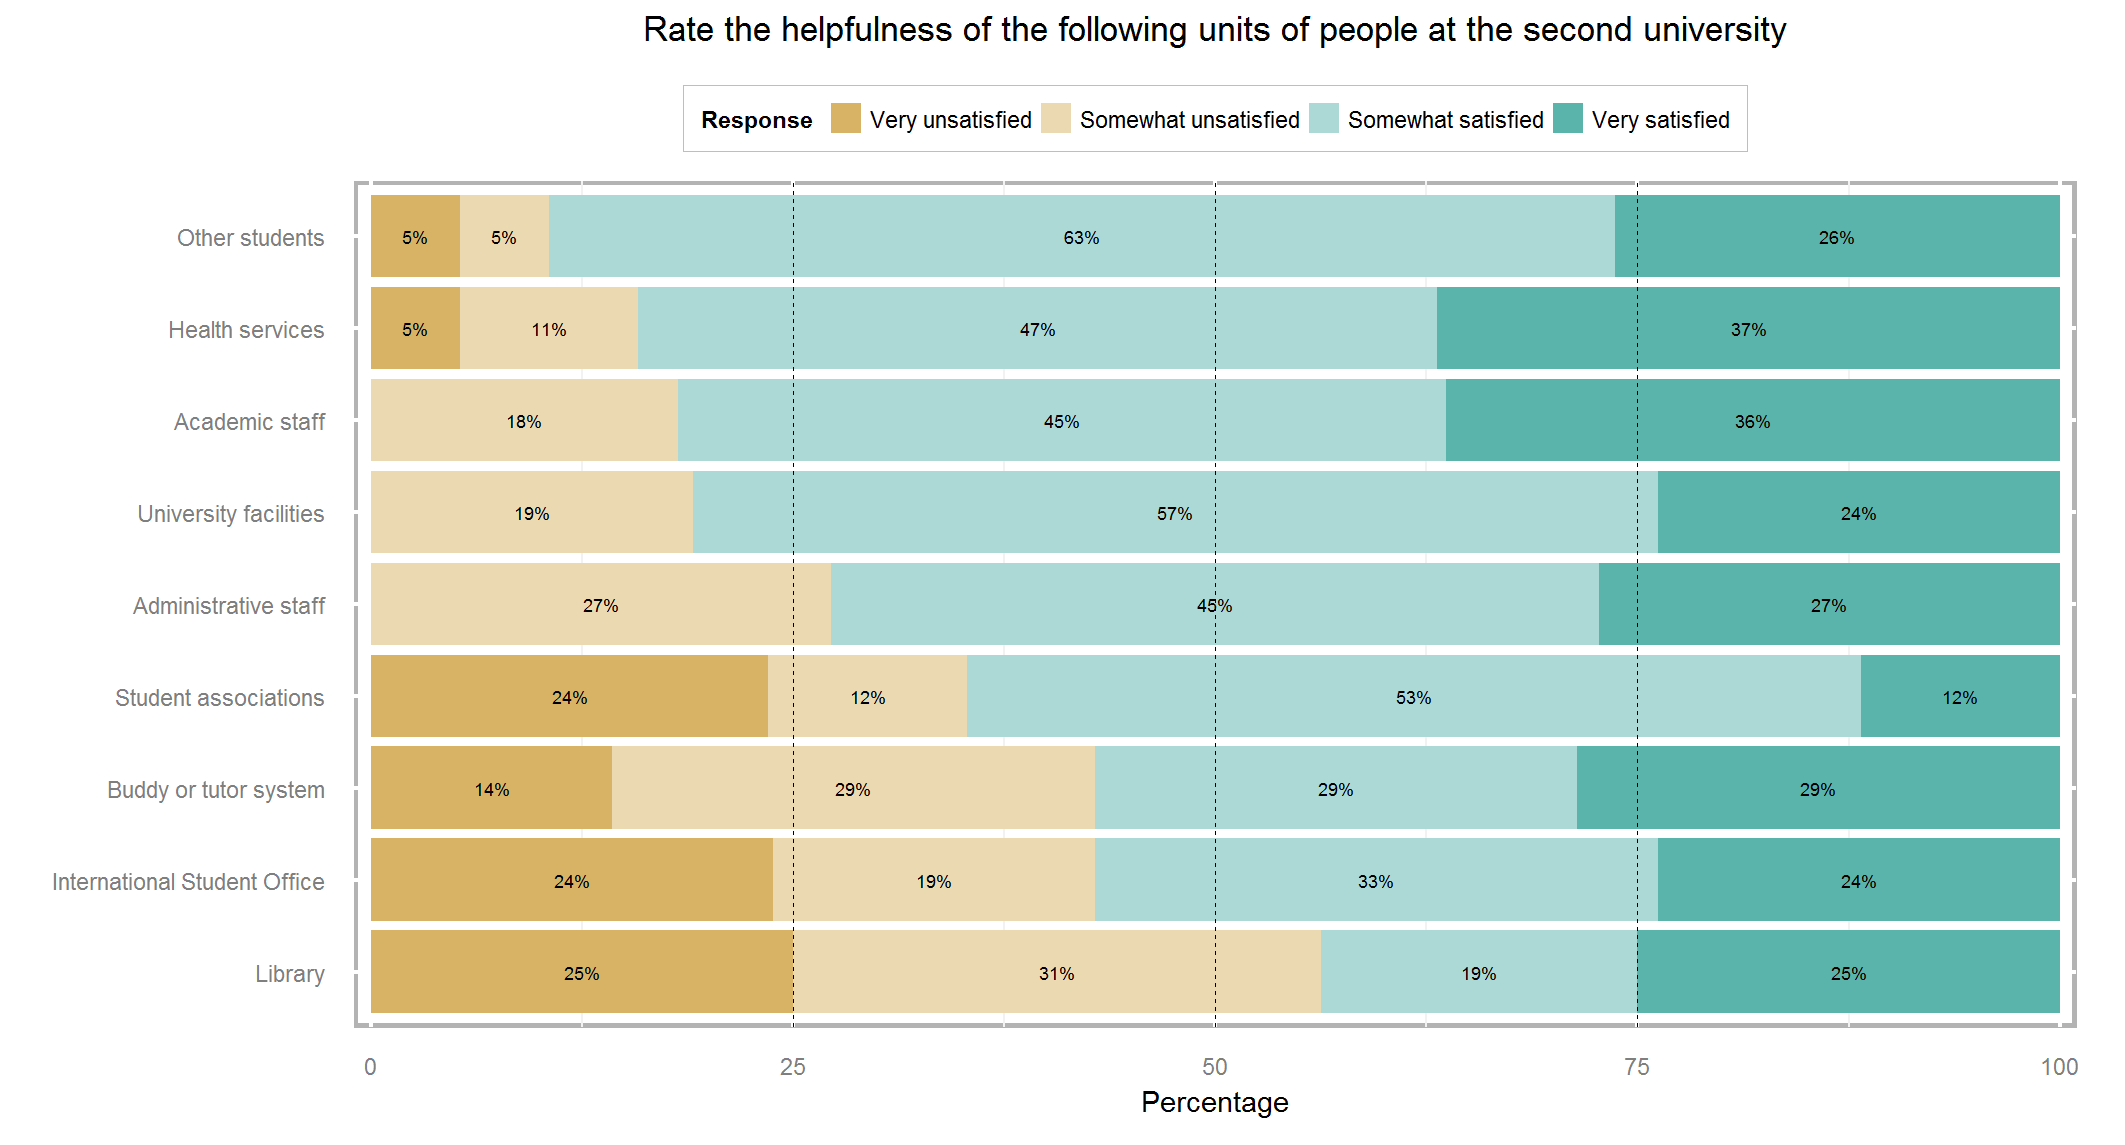 Rate the helpfulness of the following units of people at the second university
Response Very unsatisfied Somewhat unsatisfied Somewhat satisfied Very satisfied
Other students 5% 5% 63% 26%
Health services 5% 11% 47% 37%
Academic staff 18% 45% 36%
University facilities 19% 57% 24%
Administrative staff 27% 45% 27%
Student associations 24% 12% 53% 12%
Buddy or tutor system 14% 29% 29% 29%
International Student Office 24% 19% 33% 24%
Library 25% 31% 19% 25%
0 25 50 75 100
Percentage